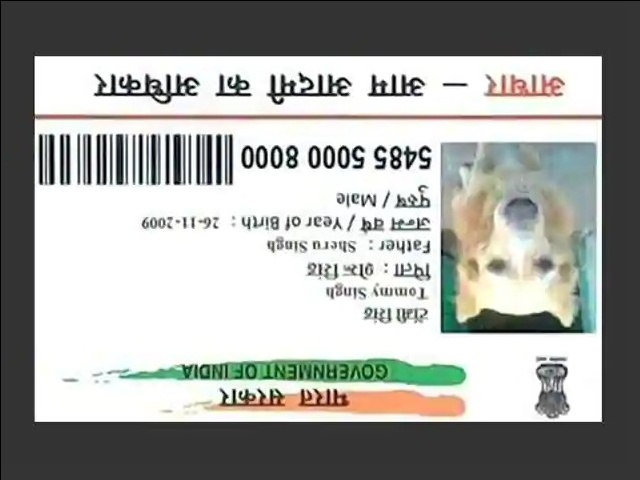 भारत सरकार
GOVERNMENT OF INDIA
टॉमी सिंह
Tommy Singh
पिता : शेरू सिंह
Father : Sheru Singh
जन्म वर्ष / Year of Birth : 26-11-2009
पुरुष / Male
5485 5000 8000
आधार – आम आदमी का अधिकार